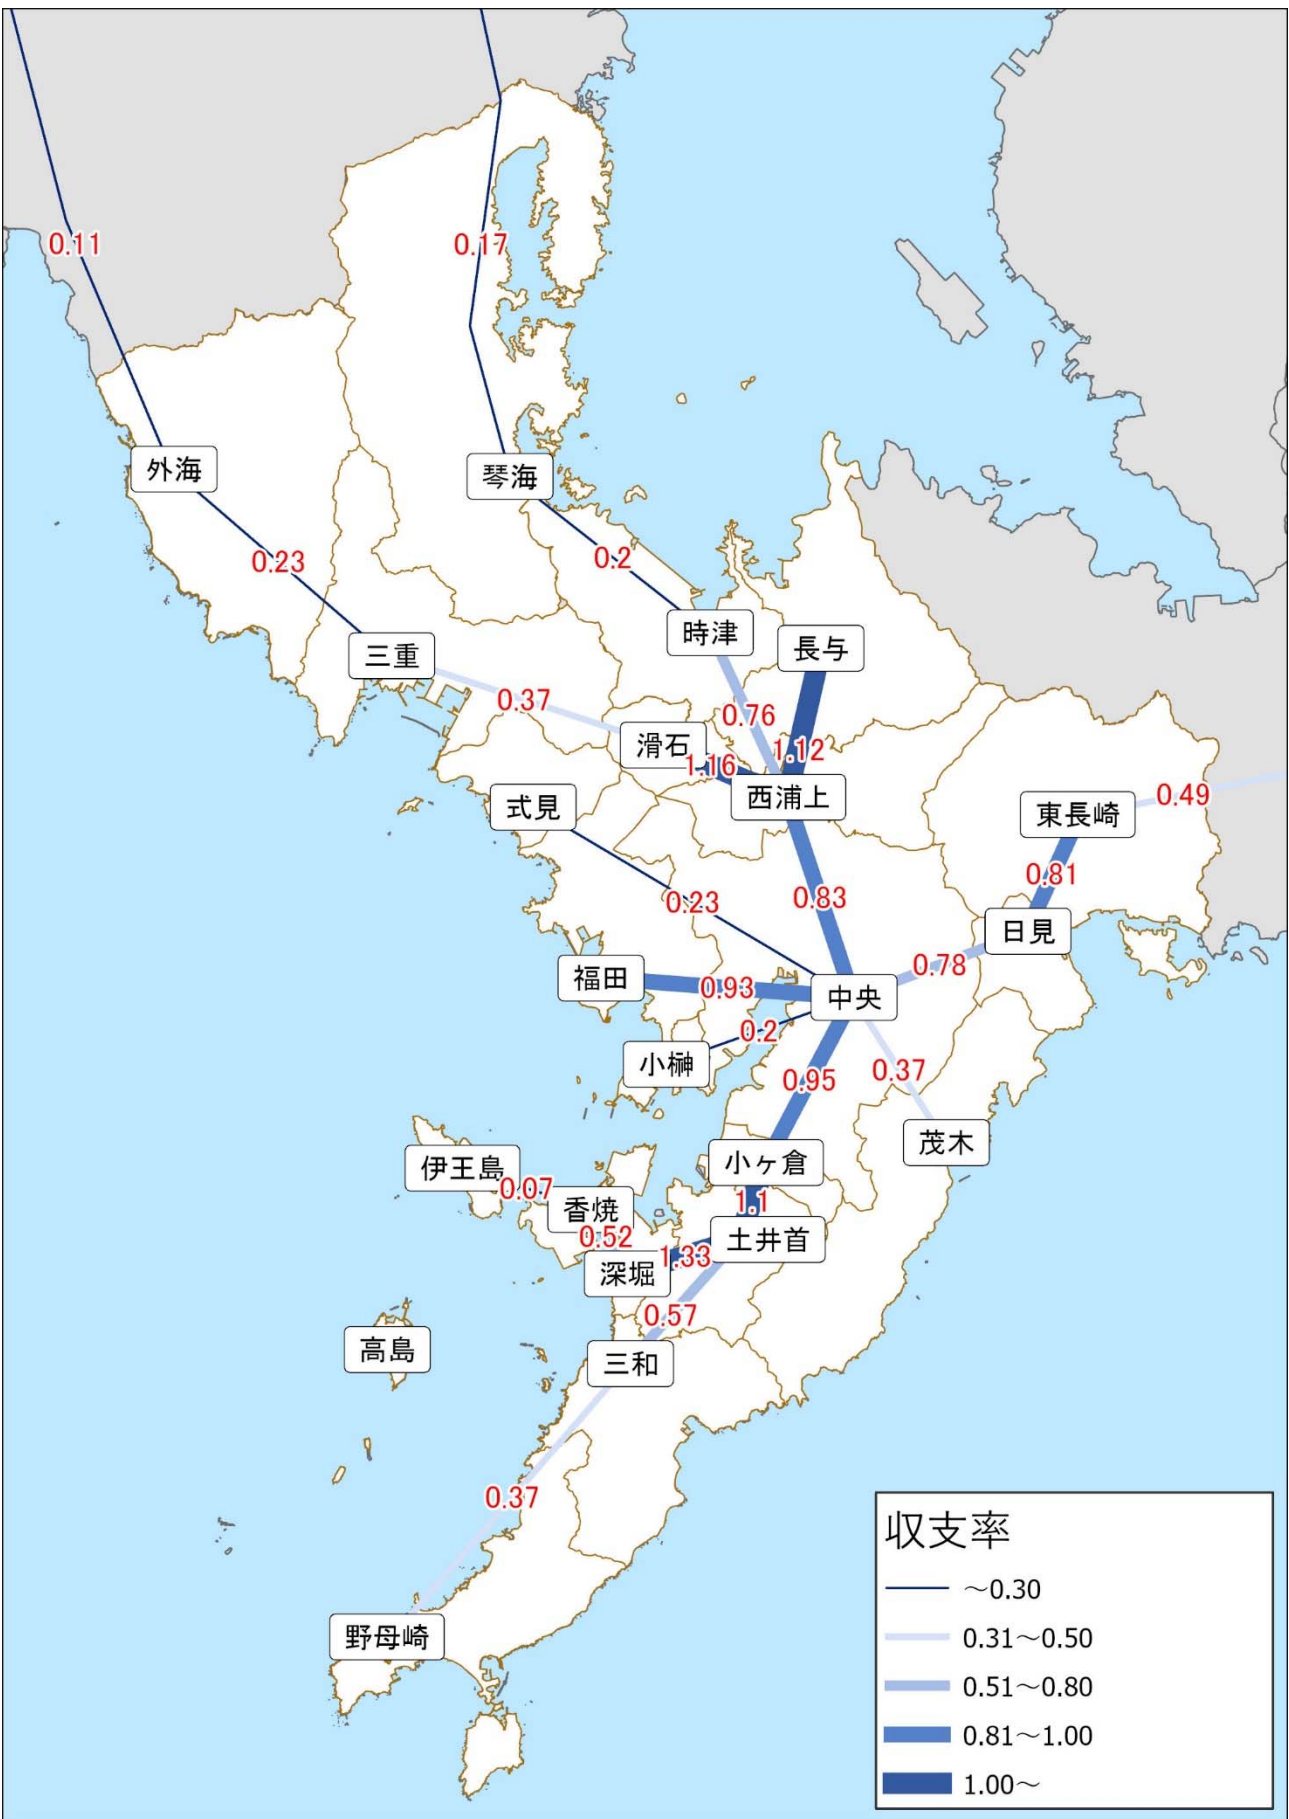 0.11
0.17
外海
琴海
0.23
0.2
時津
長与
三重
0.37
0.76
滑石
1.12
1.16
西浦上
式見
東長崎
0.49
0.81
0.23
0.83
日見
0.78
福田
0.93
中央
0.2
小榊
0.95
0.37
茂木
小ヶ倉
伊王島
0.07
香焼
1.1
0.52
土井首
1.33
深堀
0.57
高島
三和
0.37
野母崎
収支率
～0.30
0.31～0.50
0.51～0.80
0.81～1.00
1.00～